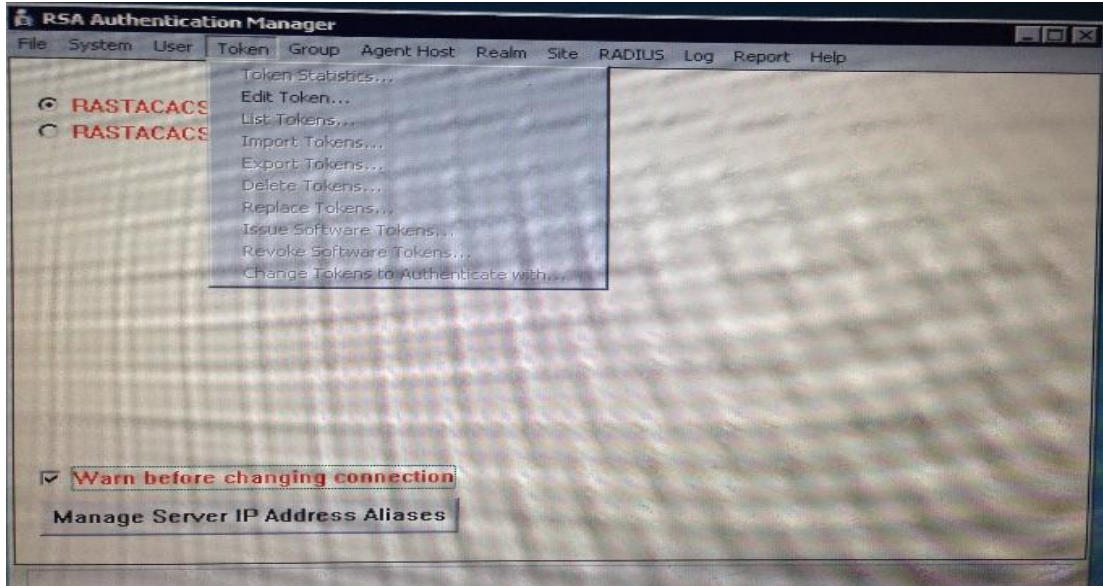 RSA Authentication Manager
File System User Token Group Agent Host Realm Site RADIUS Log Report Help
Token Statistics...
Edit Token...
List Tokens...
Import Tokens...
Export Tokens...
Delete Tokens...
Replace Tokens...
Issue Software Tokens...
Revoke Software Tokens...
Change Tokens to Authenticate with...
RASTACACS
RASTACACS
Warn before changing connection
Manage Server IP Address Aliases